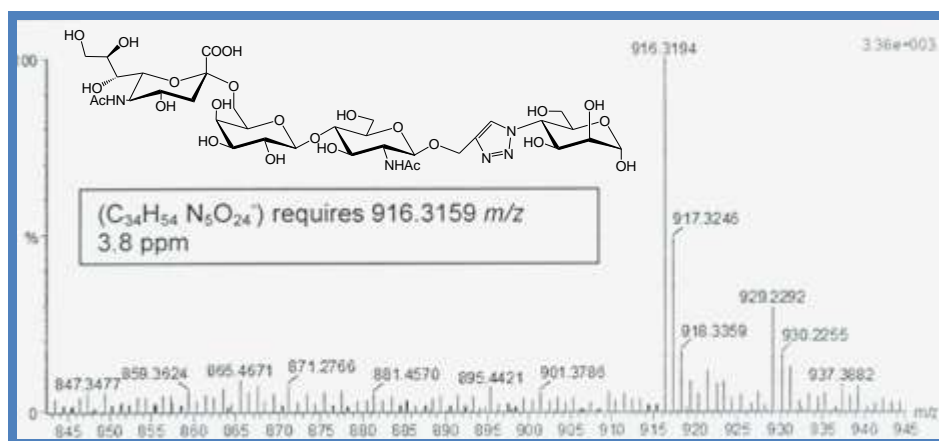 916.3194
3.36e+003
100
HO
OH
COOH
HO
O
O
AcHN
OH
OH
HO
O
HO
OH
O
HO
O
HO
NHAc
O
N
N=N
HO
OH
O
HO
OH
(C34H54 N5O24-) requires 916.3159 m/z
3,8 ppm
%
917.3246
929.2292
918.3359
930.2255
847.3477
859.3624
865.4671
871.2766
881.4570
895.4421
901.3786
937.3882
0
845 850 855 860 865 870 875 880 885 890 895 900 905 910 915 920 925 930 935 940 945 m/z